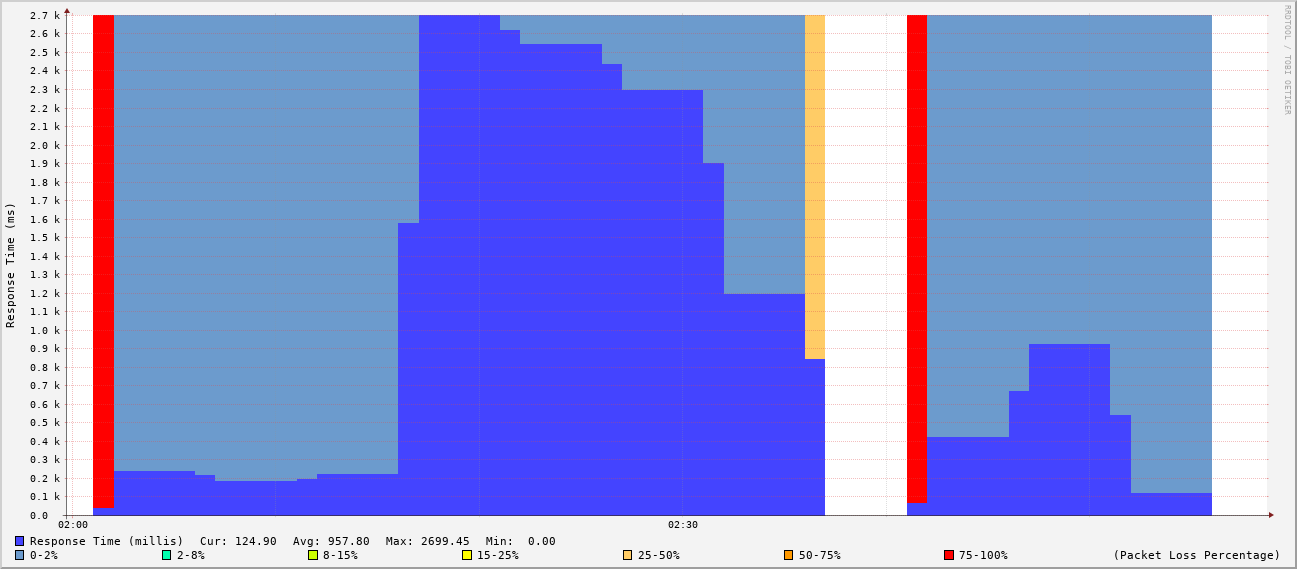 RRDTOOL / TOBI OETIKER
Response Time (ms)
2.7 k
2.6 k
2.5 k
2.4 k
2.3 k
2.2 k
2.1 k
2.0 k
1.9 k
1.8 k
1.7 k
1.6 k
1.5 k
1.4 k
1.3 k
1.2 k
1.1 k
1.0 k
0.9 k
0.8 k
0.7 k
0.6 k
0.5 k
0.4 k
0.3 k
0.2 k
0.1 k
0.0
02:00 02:30
Response Time (millis) Cur: 124.90 Avg: 957.80 Max: 2699.45 Min: 0.00
0-2% 2-8% 8-15% 15-25% 25-50% 50-75% 75-100% (Packet Loss Percentage)